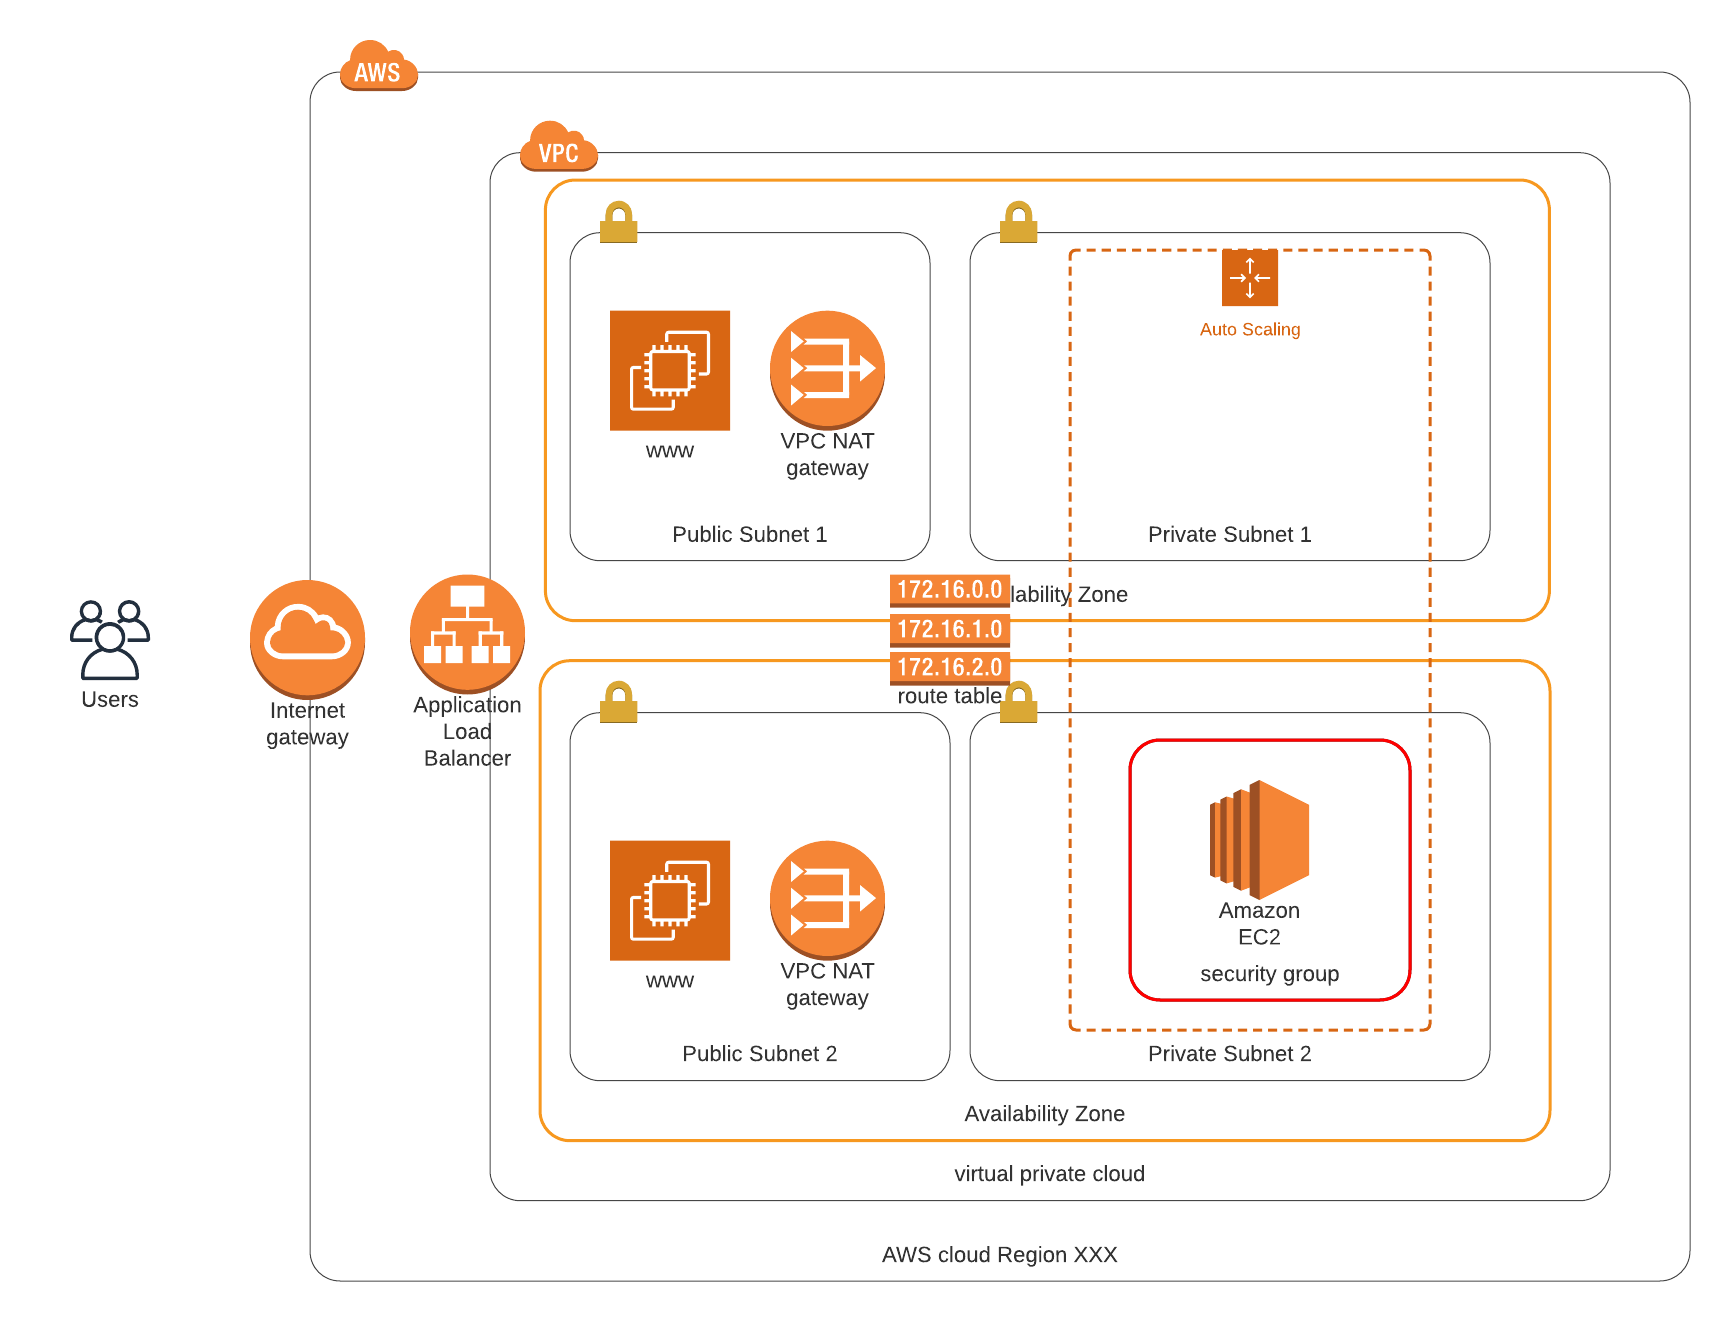 AWS
VPC
Auto Scaling
www
VPC NAT
gateway
Public Subnet 1
Private Subnet 1
172.16.0.0
lability Zone
172.16.1.0
172.16.2.0
route table
Users
Internet
gateway
Application
Load
Balancer
www
VPC NAT
gateway
Amazon
EC2
security group
Public Subnet 2
Private Subnet 2
Availability Zone
virtual private cloud
AWS cloud Region XXX